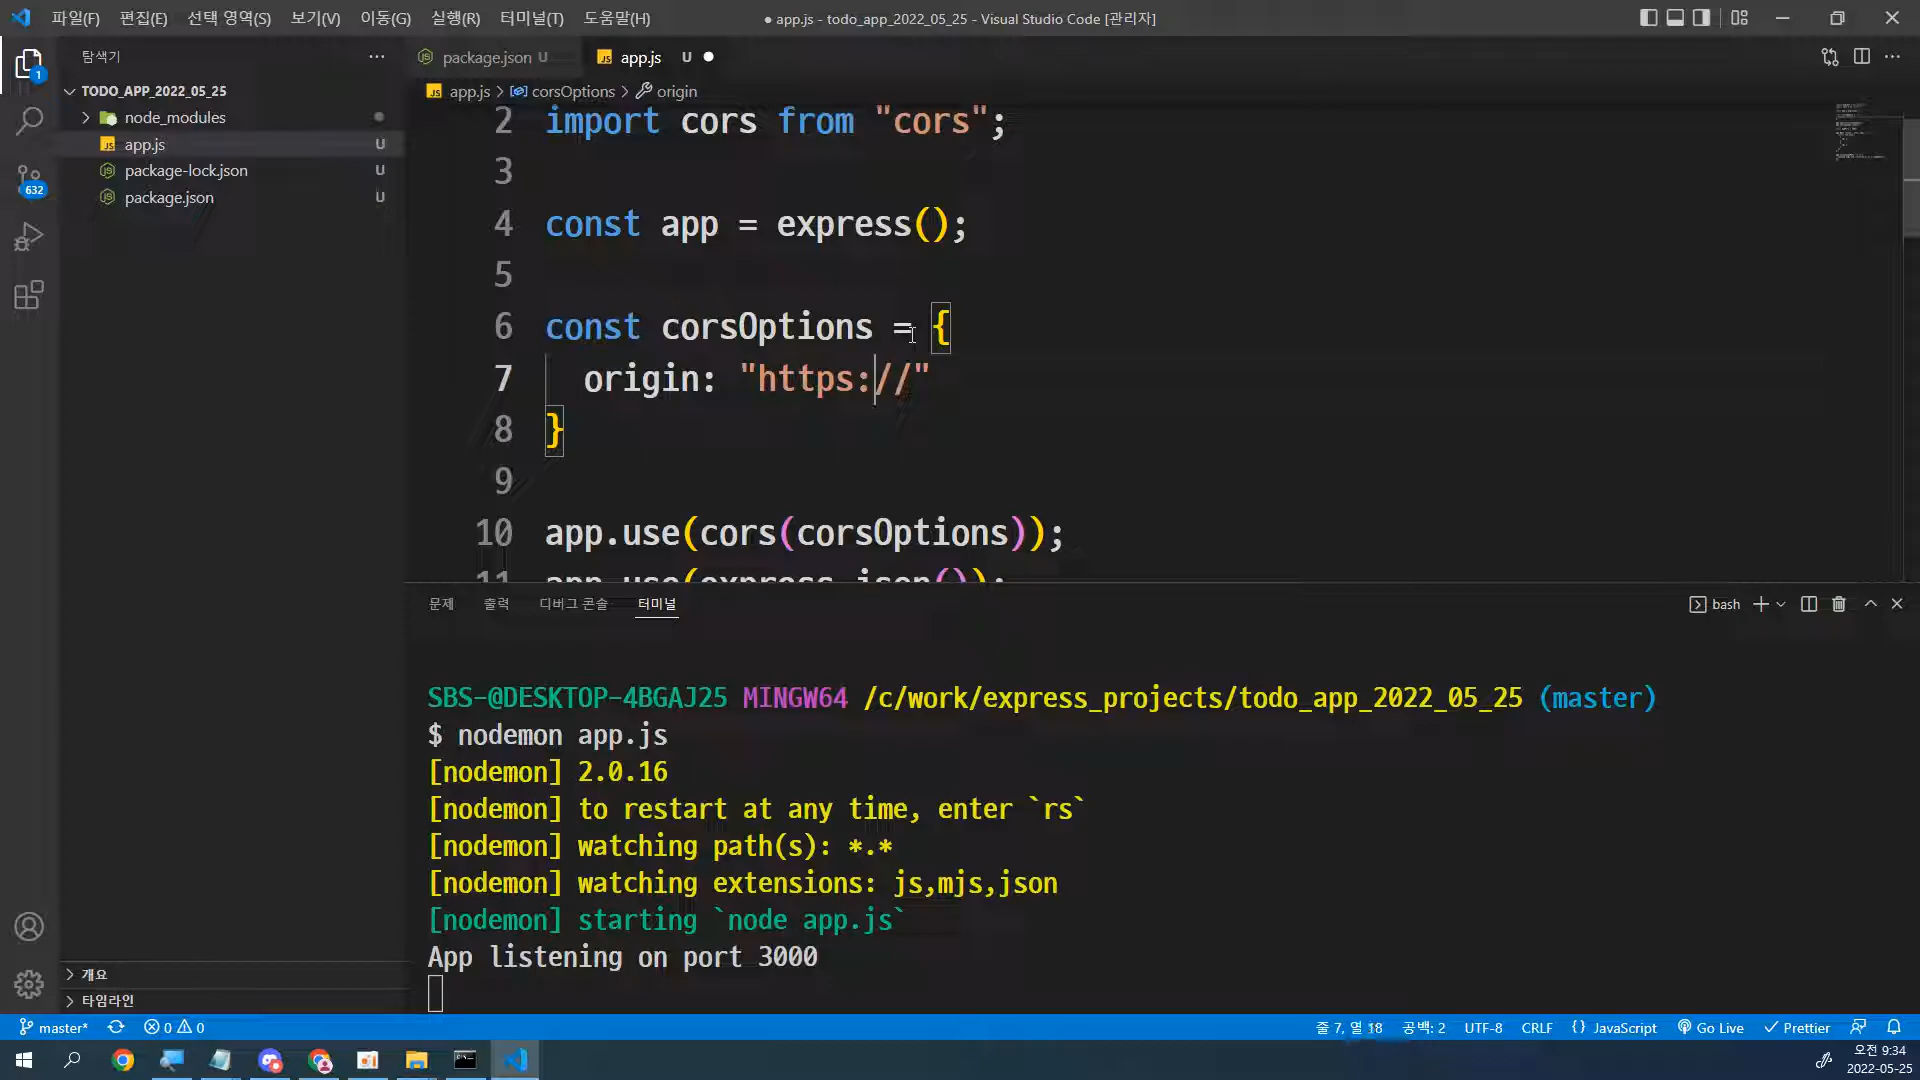 파일(F) 편집(E) 선택 영역(S) 보기(V) 이동(G) 실행(R) 터미널(T) 도움말(H)
● app.js - todo_app_2022_05_25 - Visual Studio Code [관리자]
탐색기
TODO_APP_2022_05_25
node_modules
app.js U
package-lock.json U
package.json U
개요
타임라인
1
632
package.json U
app.js U
app.js > corsOptions > origin
2 import cors from "cors";
3
4 const app = express();
5
6 const corsOptions = {
7 origin: "https://"
8 }
9
10 app.use(cors(corsOptions));
11 app.use(express.json());
문제 출력 디버그 콘솔 터미널
bash
SBS-@DESKTOP-4BGAJ25 MINGW64 /c/work/express_projects/todo_app_2022_05_25 (master)
$ nodemon app.js
[nodemon] 2.0.16
[nodemon] to restart at any time, enter `rs`
[nodemon] watching path(s): *.*
[nodemon] watching extensions: js,mjs,json
[nodemon] starting `node app.js`
App listening on port 3000
master* 0 0
줄 7, 열 18 공백: 2 UTF-8 CRLF {} JavaScript Go Live Prettier
오전 9:34
2022-05-25